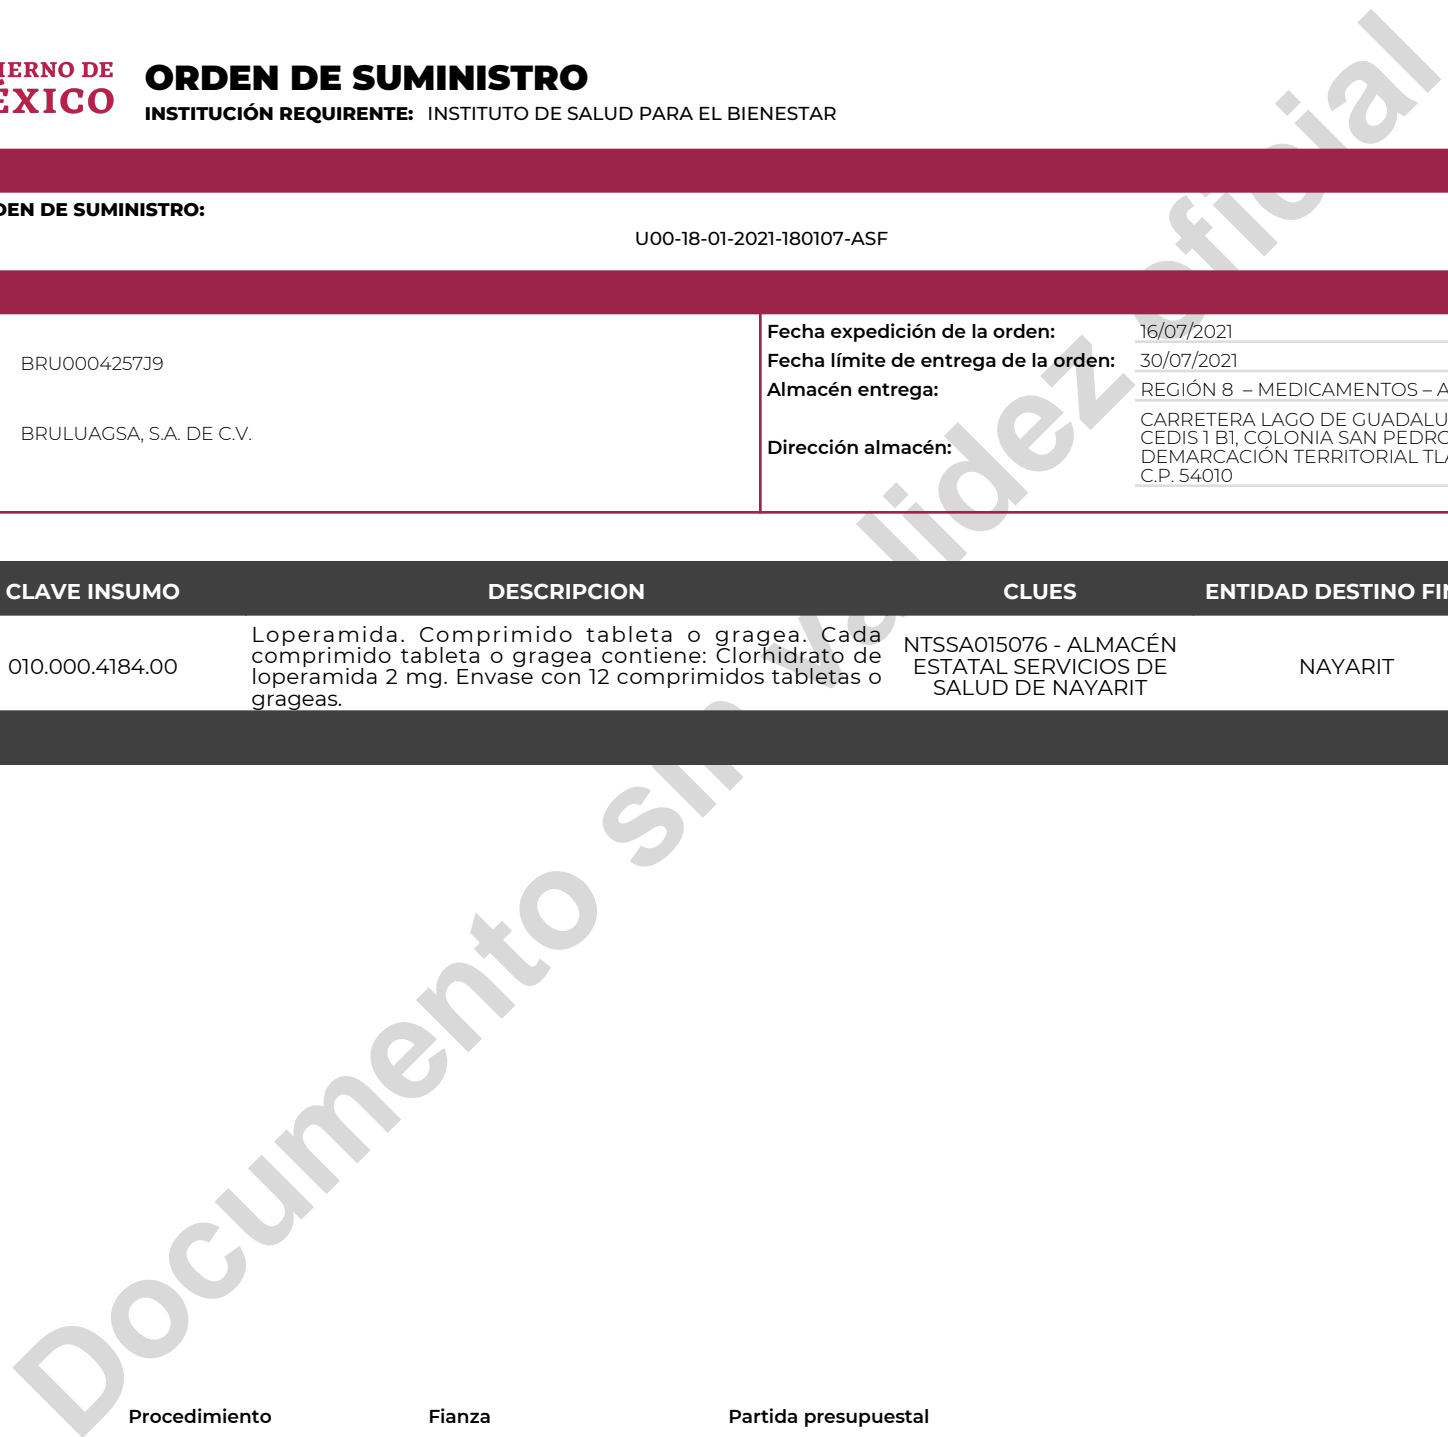 IERNO DE
ÉXICO
ORDEN DE SUMINISTRO
INSTITUCIÓN REQUIRENTE: INSTITUTO DE SALUD PARA EL BIENESTAR
DEN DE SUMINISTRO:
U00-18-01-2021-180107-ASF
BRU0004257J9
BRULUAGSA, S.A. DE C.V.
Fecha expedición de la orden: 16/07/2021
Fecha límite de entrega de la orden: 30/07/2021
Almacén entrega: REGIÓN 8 – MEDICAMENTOS – A
Dirección almacén:
CARRETERA LAGO DE GUADALU
CEDIS 1 B1, COLONIA SAN PEDRO
DEMARCACIÓN TERRITORIAL TLA
C.P. 54010
CLAVE INSUMO DESCRIPCION CLUES ENTIDAD DESTINO FIN
010.000.4184.00
Loperamida. Comprimido tableta o gragea. Cada
comprimido tableta o gragea contiene: Clorhidrato de
loperamida 2 mg. Envase con 12 comprimidos tabletas o
grageas.
NTSSA015076 - ALMACÉN
ESTATAL SERVICIOS DE
SALUD DE NAYARIT
NAYARIT
Documento sin validez oficial
Procedimiento Fianza Partida presupuestal